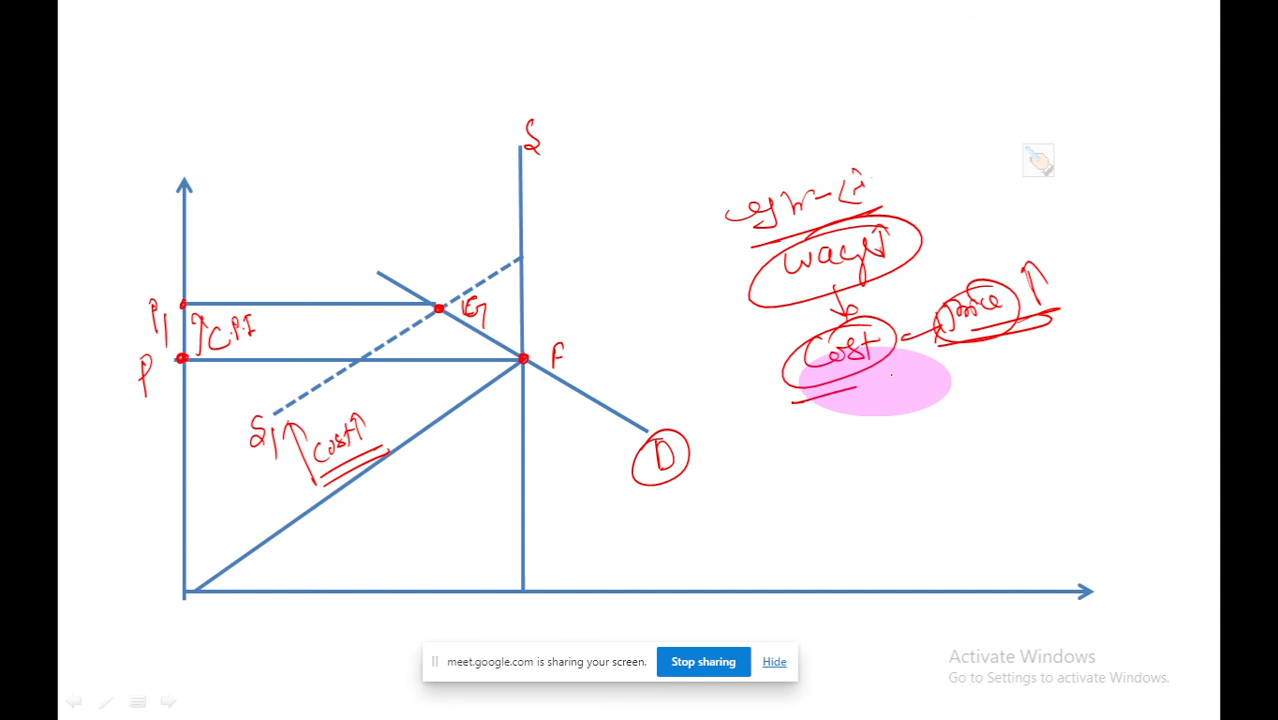 S
wage↑
P1
↑ C.P.I
G
price ↑
P
F
Cost
S1 ↑ cost↑
D
meet.google.com is sharing your screen.
Stop sharing
Hide
Activate Windows
Go to Settings to activate Windows.